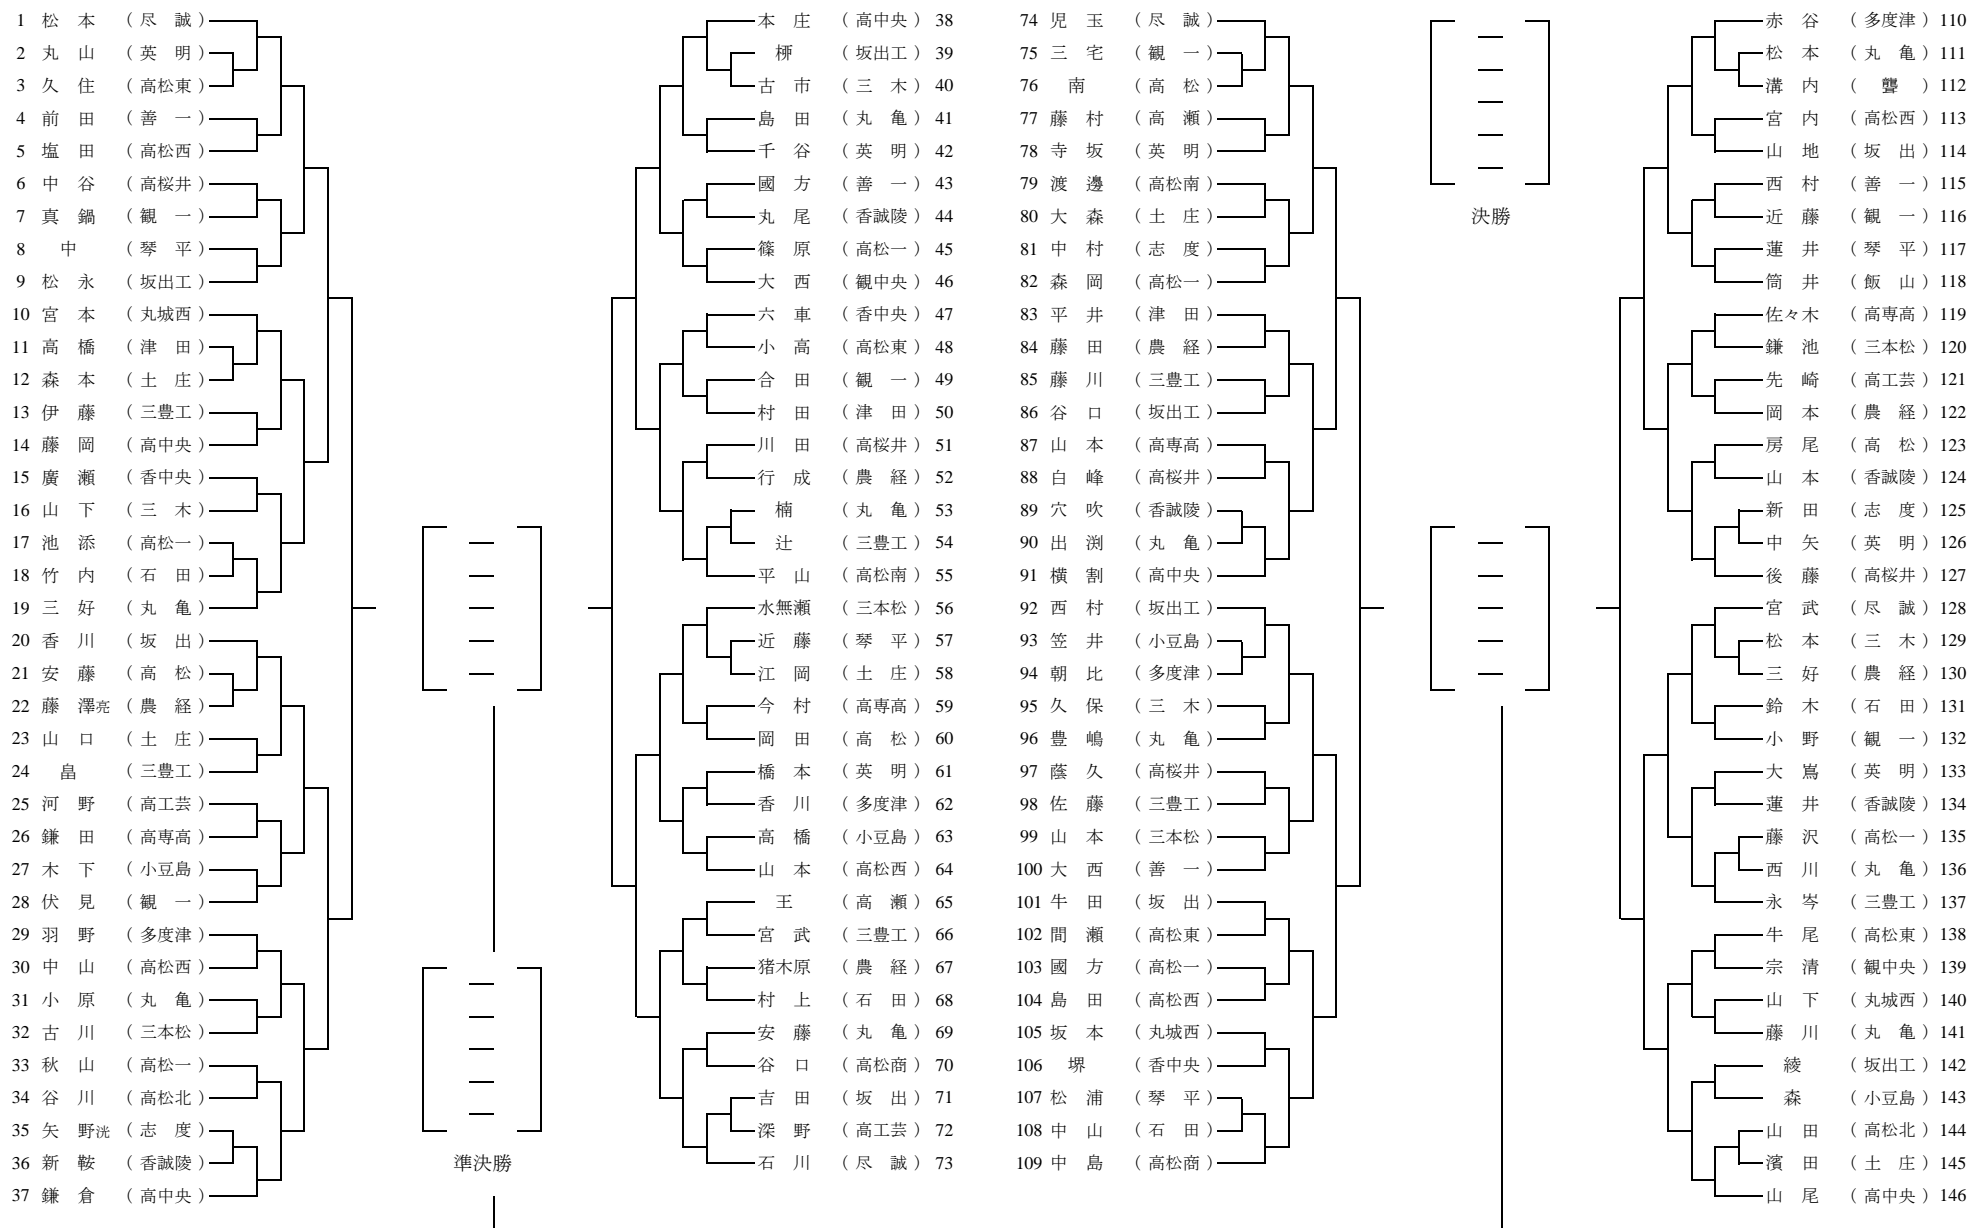 1 松本 (尽誠)
2 丸山 (英明)
3 久住 (高松東)
4 前田 (善一)
5 塩田 (高松西)
6 中谷 (高桜井)
7 真鍋 (観一)
8 中 (琴平)
9 松永 (坂出工)
10 宮本 (丸城西)
11 高橋 (津田)
12 森本 (土庄)
13 伊藤 (三豊工)
14 藤岡 (高中央)
15 廣瀬 (香中央)
16 山下 (三木)
17 池添 (高松一)
18 竹内 (石田)
19 三好 (丸亀)
20 香川 (坂出)
21 安藤 (高松)
22 藤澤亮 (農経)
23 山口 (土庄)
24 畠 (三豊工)
25 河野 (高工芸)
26 鎌田 (高専高)
27 木下 (小豆島)
28 伏見 (観一)
29 羽野 (多度津)
30 中山 (高松西)
31 小原 (丸亀)
32 古川 (三本松)
33 秋山 (高松一)
34 谷川 (高松北)
35 矢野洸 (志度)
36 新鞍 (香誠陵)
37 鎌倉 (高中央)
準決勝
本庄 (高中央) 38
(坂出工) 39
古市 (三木) 40
島田 (丸亀) 41
千谷 (英明) 42
國方 (善一) 43
丸尾 (香誠陵) 44
篠原 (高松一) 45
大西 (観中央) 46
六車 (香中央) 47
小高 (高松東) 48
合田 (観一) 49
村田 (津田) 50
川田 (高桜井) 51
行成 (農経) 52
楠 (丸亀) 53
辻 (三豊工) 54
平山 (高松南) 55
水無瀬 (三本松) 56
近藤 (琴平) 57
江岡 (土庄) 58
今村 (高専高) 59
岡田 (高松) 60
橋本 (英明) 61
香川 (多度津) 62
高橋 (小豆島) 63
山本 (高松西) 64
王 (高瀬) 65
宮武 (三豊工) 66
猪木原 (農経) 67
村上 (石田) 68
安藤 (丸亀) 69
谷口 (高松商) 70
吉田 (坂出) 71
深野 (高工芸) 72
石川 (尽誠) 73
74 児玉 (尽誠)
75 三宅 (観一)
76 南 (高松)
77 藤村 (高瀬)
78 寺坂 (英明)
79 渡邊 (高松南)
80 大森 (土庄)
81 中村 (志度)
82 森岡 (高松一)
83 平井 (津田)
84 藤田 (農経)
85 藤川 (三豊工)
86 谷口 (坂出工)
87 山本 (高専高)
88 白峰 (高桜井)
89 穴吹 (香誠陵)
90 出渕 (丸亀)
91 横割 (高中央)
92 西村 (坂出工)
93 笠井 (小豆島)
94 朝比 (多度津)
95 久保 (三木)
96 豊嶋 (丸亀)
97 蔭久 (高桜井)
98 佐藤 (三豊工)
99 山本 (三本松)
100 大西 (善一)
101 牛田 (坂出)
102 間瀬 (高松東)
103 國方 (高松一)
104 島田 (高松西)
105 坂本 (丸城西)
106 堺 (香中央)
107 松浦 (琴平)
108 中山 (石田)
109 中島 (高松商)
決勝
赤谷 (多度津) 110
松本 (丸亀) 111
溝内 (聾) 112
宮内 (高松西) 113
山地 (坂出) 114
西村 (善一) 115
近藤 (観一) 116
蓮井 (琴平) 117
筒井 (飯山) 118
佐々木 (高専高) 119
鎌池 (三本松) 120
先崎 (高工芸) 121
岡本 (農経) 122
房尾 (高松) 123
山本 (香誠陵) 124
新田 (志度) 125
中矢 (英明) 126
後藤 (高桜井) 127
宮武 (尽誠) 128
松本 (三木) 129
三好 (農経) 130
鈴木 (石田) 131
小野 (観一) 132
大嶌 (英明) 133
蓮井 (香誠陵) 134
藤沢 (高松一) 135
西川 (丸亀) 136
永岑 (三豊工) 137
牛尾 (高松東) 138
宗清 (観中央) 139
山下 (丸城西) 140
藤川 (丸亀) 141
綾 (坂出工) 142
森 (小豆島) 143
山田 (高松北) 144
濱田 (土庄) 145
山尾 (高中央) 146